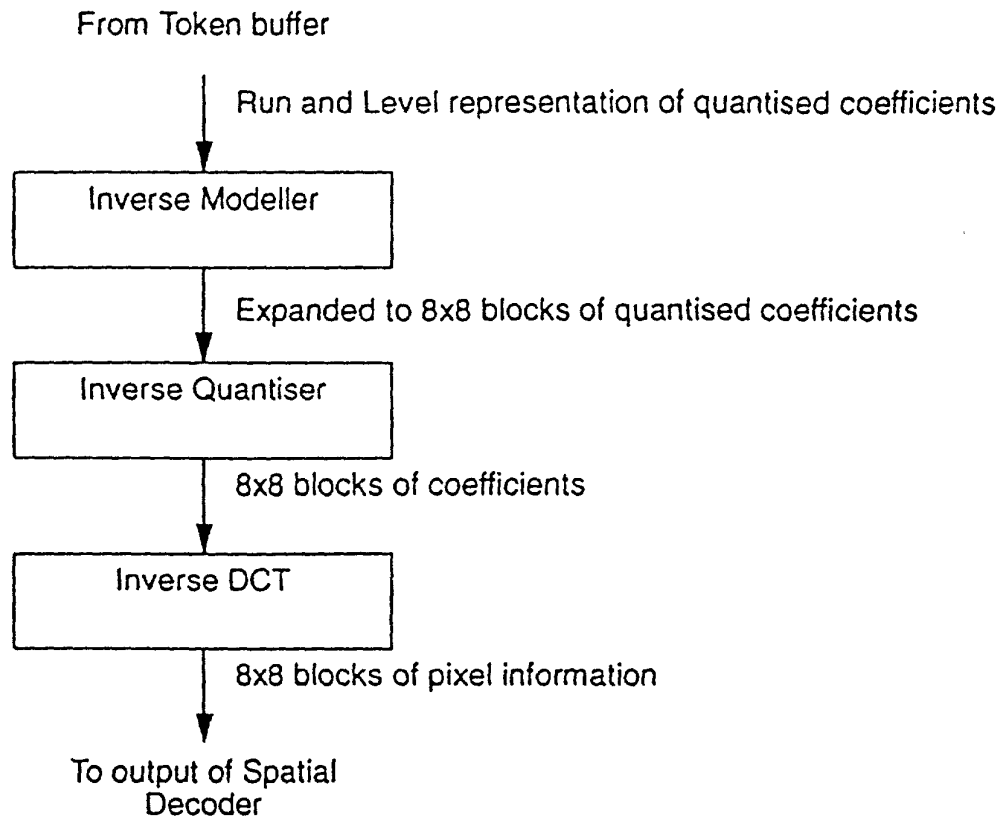 From Token buffer
Run and Level representation of quantised coefficients
Inverse Modeller
Expanded to 8x8 blocks of quantised coefficients
Inverse Quantiser
8x8 blocks of coefficients
Inverse DCT
8x8 blocks of pixel information
To output of Spatial
Decoder